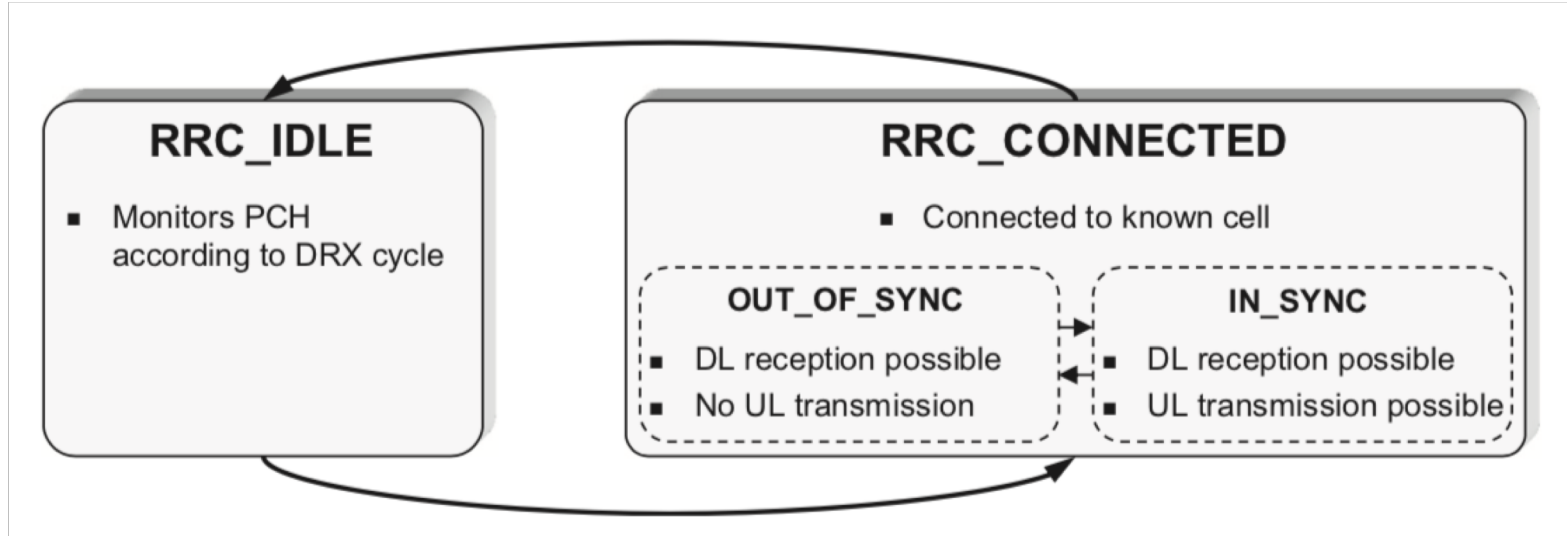 RRC_IDLE
▪ Monitors PCH
according to DRX cycle
RRC_CONNECTED
▪ Connected to known cell
OUT_OF_SYNC
▪ DL reception possible
▪ No UL transmission
IN_SYNC
▪ DL reception possible
▪ UL transmission possible